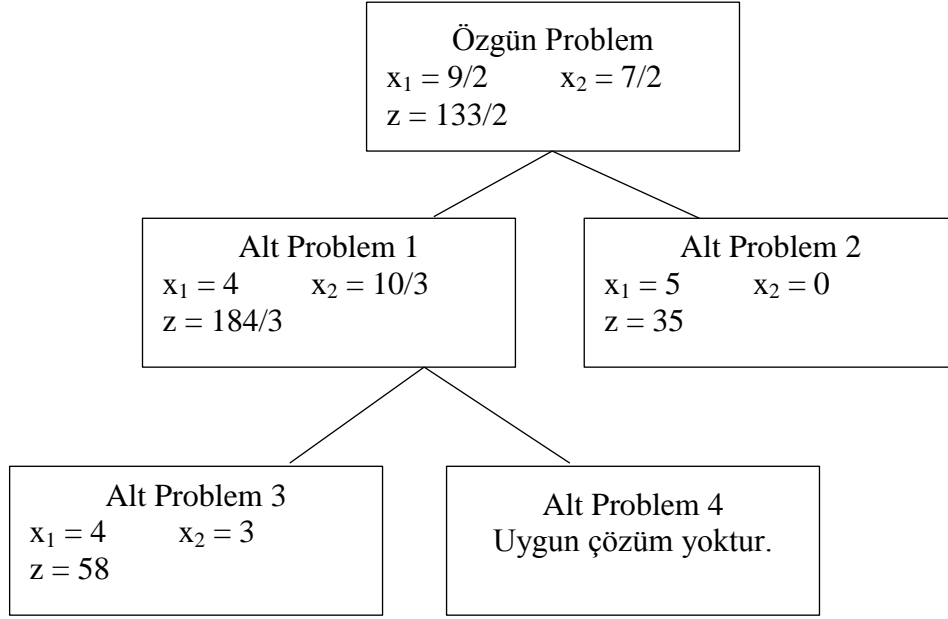 Özgün Problem
x₁ = 9/2 x₂ = 7/2
z = 133/2
Alt Problem 1
x₁ = 4 x₂ = 10/3
z = 184/3
Alt Problem 2
x₁ = 5 x₂ = 0
z = 35
Alt Problem 3
x₁ = 4 x₂ = 3
z = 58
Alt Problem 4
Uygun çözüm yoktur.